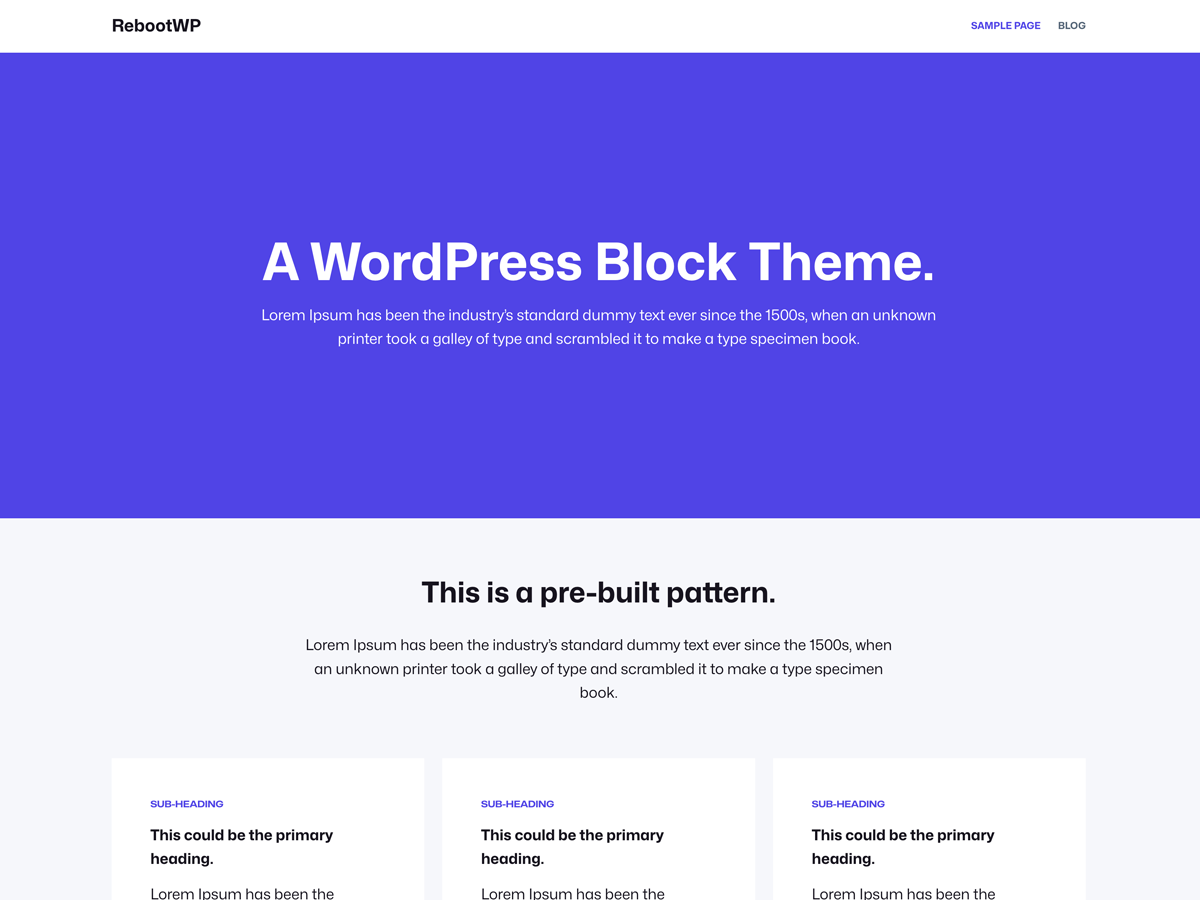 RebootWP
SAMPLE PAGE BLOG
A WordPress Block Theme.
Lorem Ipsum has been the industry’s standard dummy text ever since the 1500s, when an unknown
printer took a galley of type and scrambled it to make a type specimen book.
This is a pre-built pattern.
Lorem Ipsum has been the industry’s standard dummy text ever since the 1500s, when
an unknown printer took a galley of type and scrambled it to make a type specimen
book.
SUB-HEADING
This could be the primary
heading.
Lorem Ipsum has been the
SUB-HEADING
This could be the primary
heading.
Lorem Ipsum has been the
SUB-HEADING
This could be the primary
heading.
Lorem Ipsum has been the